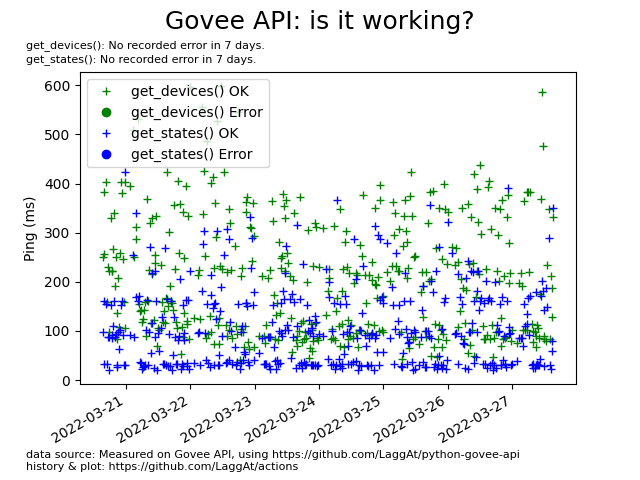 Govee API: is it working?
get_devices(): No recorded error in 7 days.
get_states(): No recorded error in 7 days.
600
500
400
300
200
100
0
Ping (ms)
get_devices() OK
get_devices() Error
get_states() OK
get_states() Error
2022-03-21
2022-03-22
2022-03-23
2022-03-24
2022-03-25
2022-03-26
2022-03-27
data source: Measured on Govee API, using https://github.com/LaggAt/python-govee-api
history & plot: https://github.com/LaggAt/actions